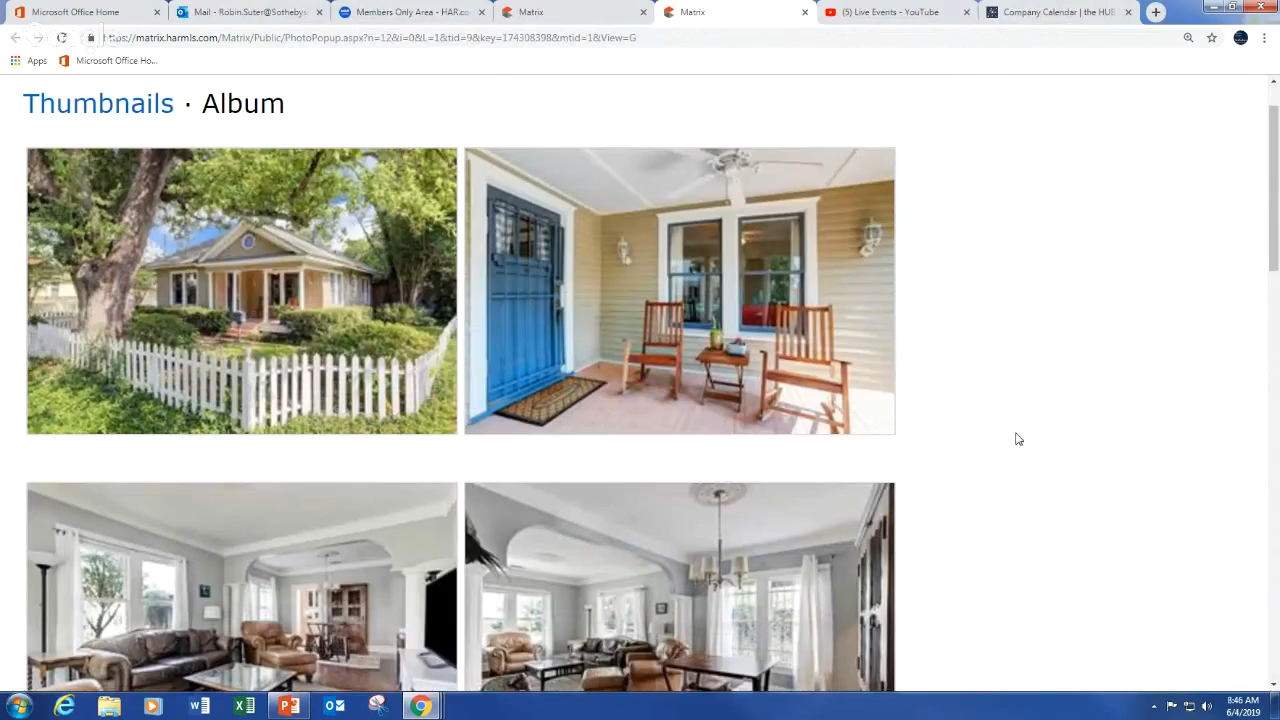 Microsoft Office Home
Mail - Robin.Suter@Sothebys
Members Only Area - HAR.co
Matrix
Matrix
(5) Live Events - YouTube
Company Calendar | the HUB
ttps://matrix.harmls.com/Matrix/Public/PhotoPopup.aspx?n=12&i=0&L=1&tid=9&key=174308398&mtid=1&View=G
Apps
Microsoft Office Ho...
Thumbnails · Album
8:46 AM
6/4/2019